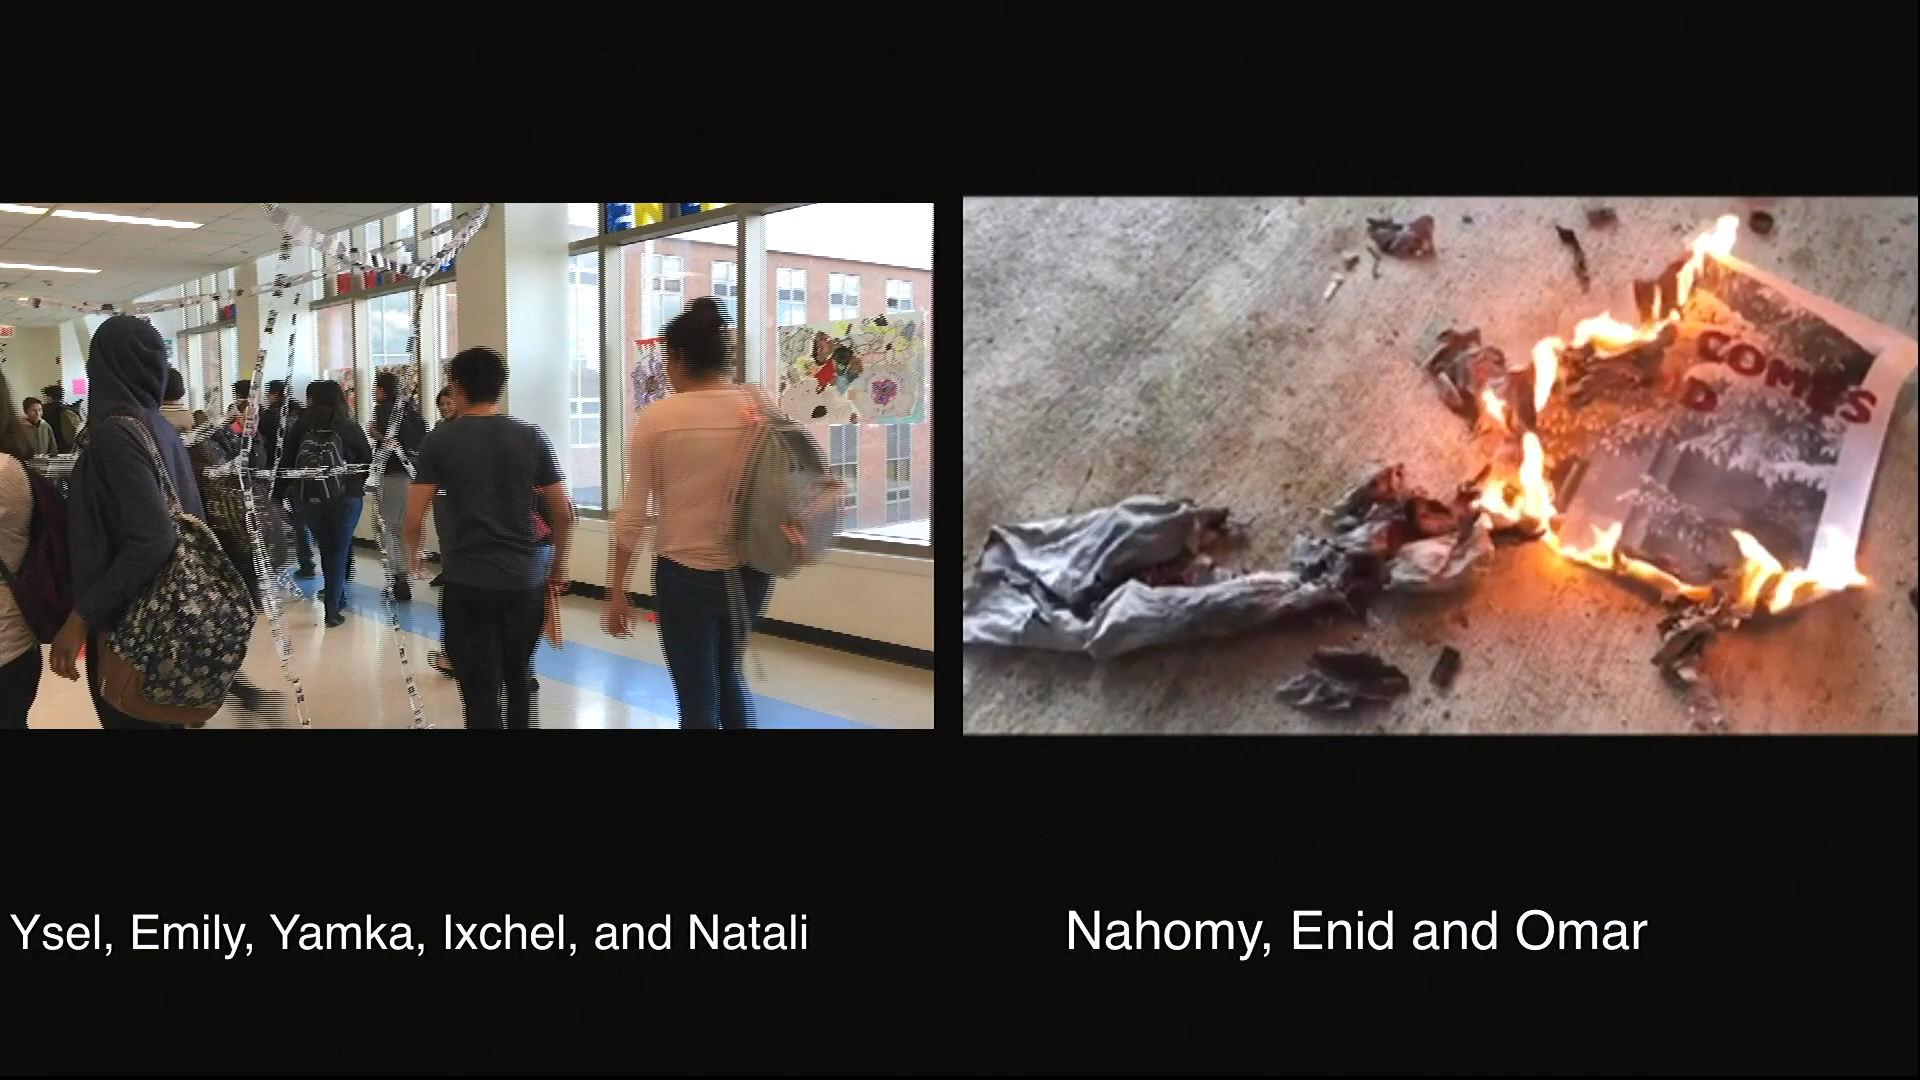 COMES
D
Ysel, Emily, Yamka, Ixchel, and Natali
Nahomy, Enid and Omar